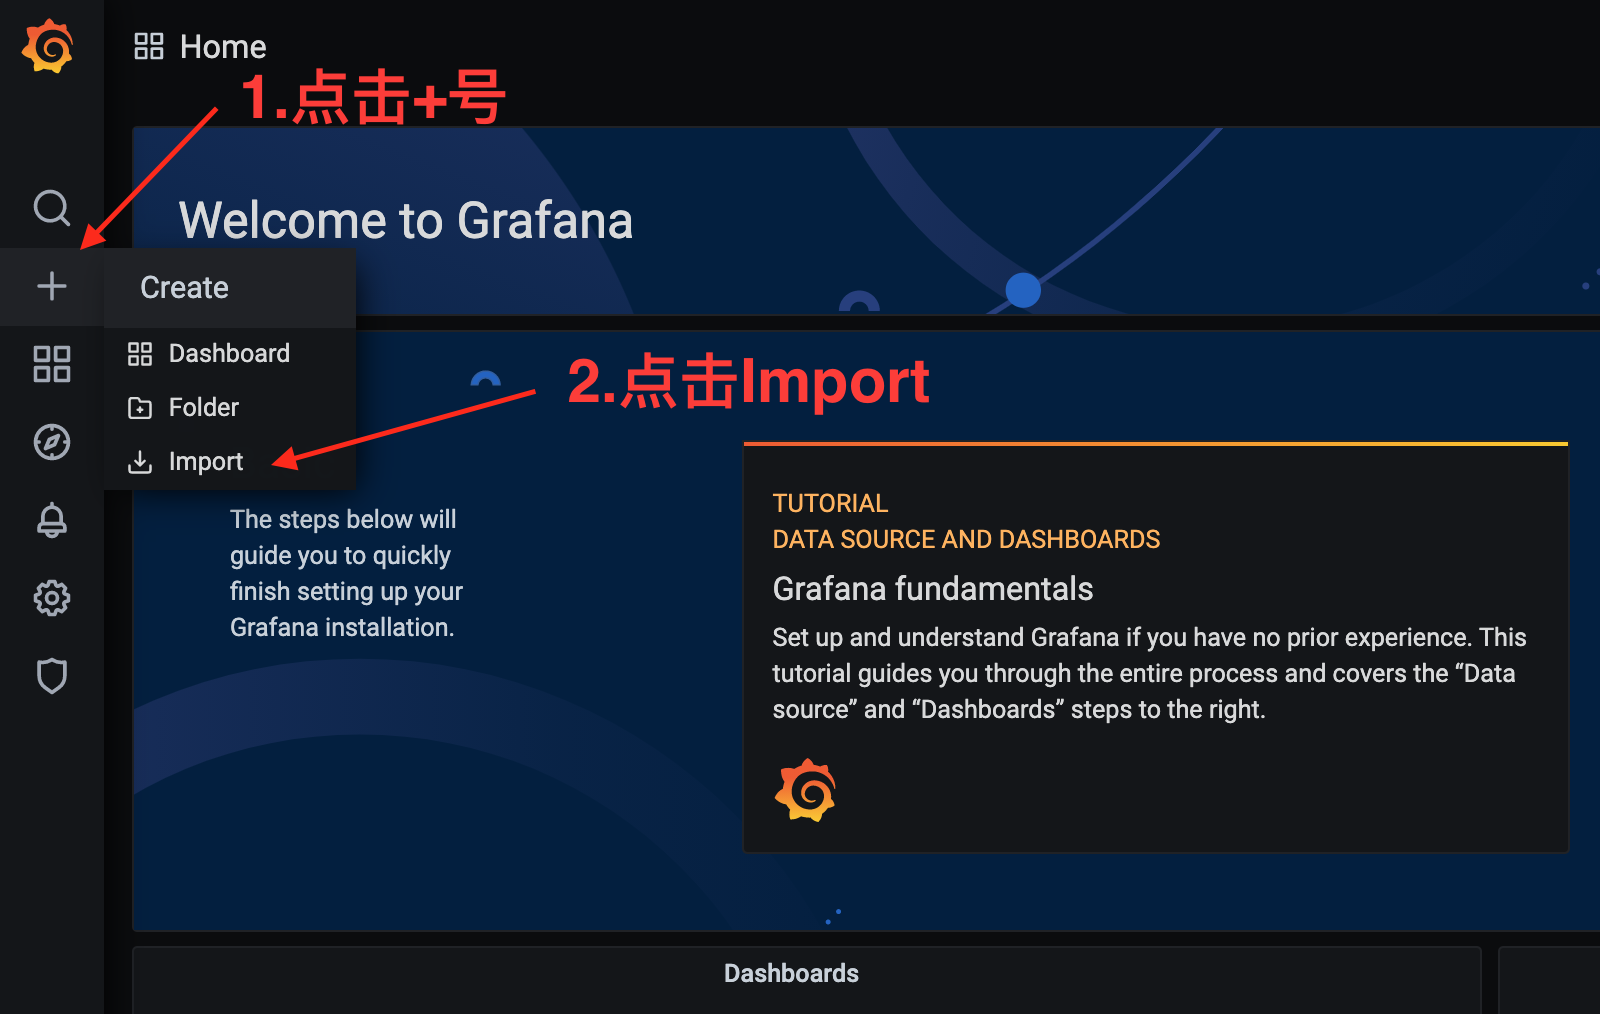 Home
1.点击+号
Welcome to Grafana
Create
Dashboard
2.点击Import
Folder
Import
The steps below will
guide you to quickly
finish setting up your
Grafana installation.
TUTORIAL
DATA SOURCE AND DASHBOARDS
Grafana fundamentals
Set up and understand Grafana if you have no prior experience. This
tutorial guides you through the entire process and covers the “Data
source” and “Dashboards” steps to the right.
Dashboards